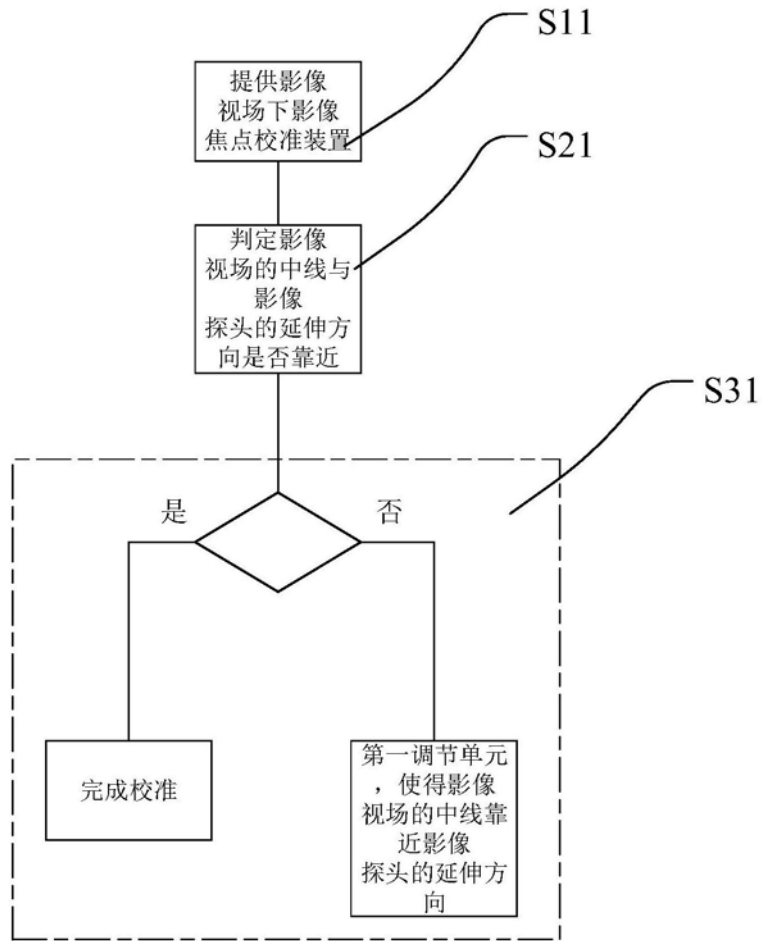 S11
提供影像
视场下影像
焦点校准装置
S21
判定影像
视场的中线与
影像
探头的延伸方
向是否靠近
S31
是
否
完成校准
第一调节单元
，使得影像
视场的中线靠
近影像
探头的延伸方
向